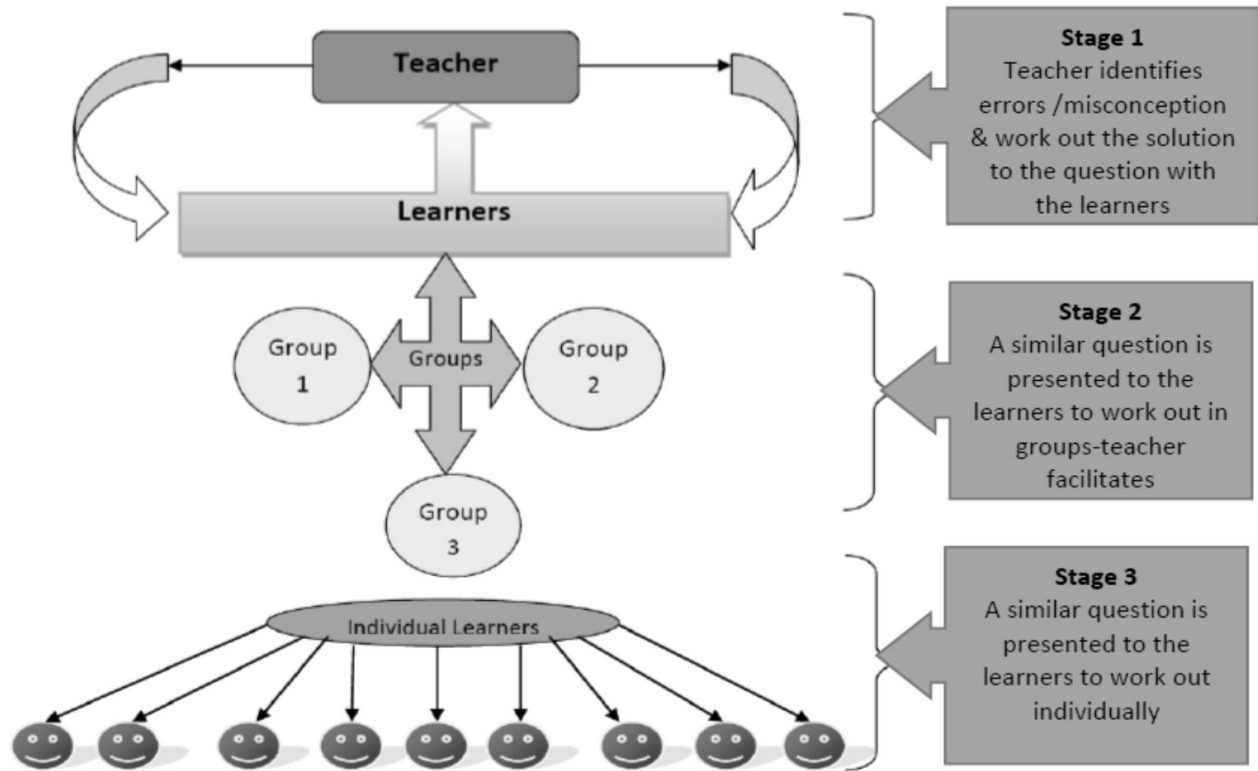 Teacher
Learners
Group
1
Groups
Group
2
Group
3
Individual Learners
Stage 1
Teacher identifies
errors /misconception
& work out the solution
to the question with
the learners
Stage 2
A similar question is
presented to the
learners to work out in
groups-teacher
facilitates
Stage 3
A similar question is
presented to the
learners to work out
individually